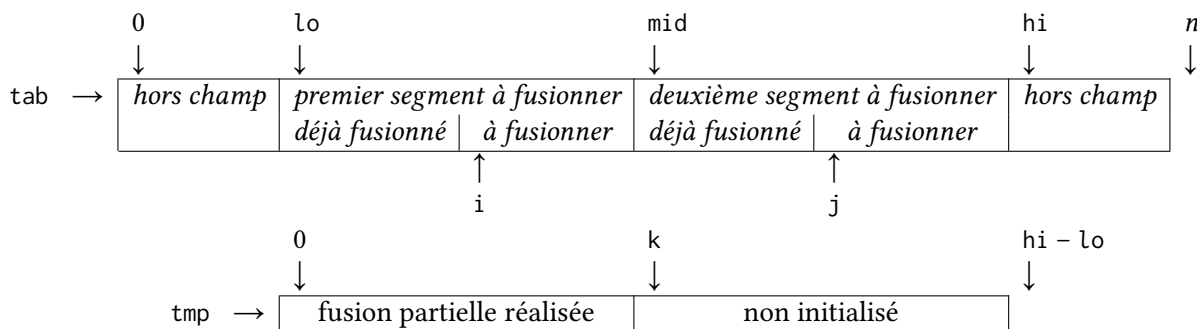 0 lo mid hi n
tab → hors champ premier segment à fusionner deuxième segment à fusionner hors champ
déjà fusionné à fusionner déjà fusionné à fusionner
i j
0 k hi – lo
tmp → fusion partielle réalisée non initialisé